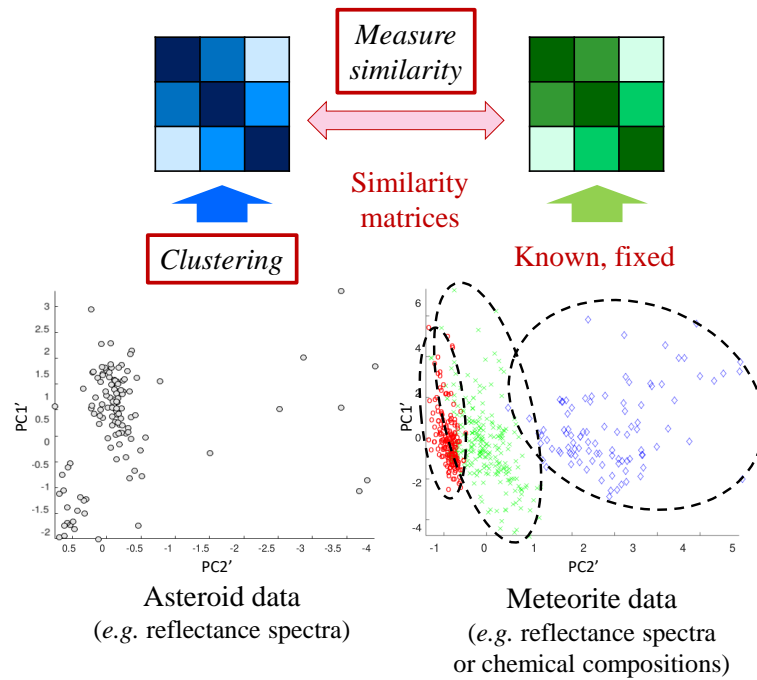 Measure
similarity
Similarity
matrices
Clustering
Known, fixed
3
2.5
2
1.5
1
0.5
0
-0.5
-1
-1.5
-2
PC1'
0.5 0 -0.5 -1 -1.5 -2 -2.5 -3 -3.5 -4
PC2'
6
4
2
0
-2
-4
PC1'
-1 0 1 2 3 4 5
PC2'
Asteroid data
(e.g. reflectance spectra)
Meteorite data
(e.g. reflectance spectra
or chemical compositions)